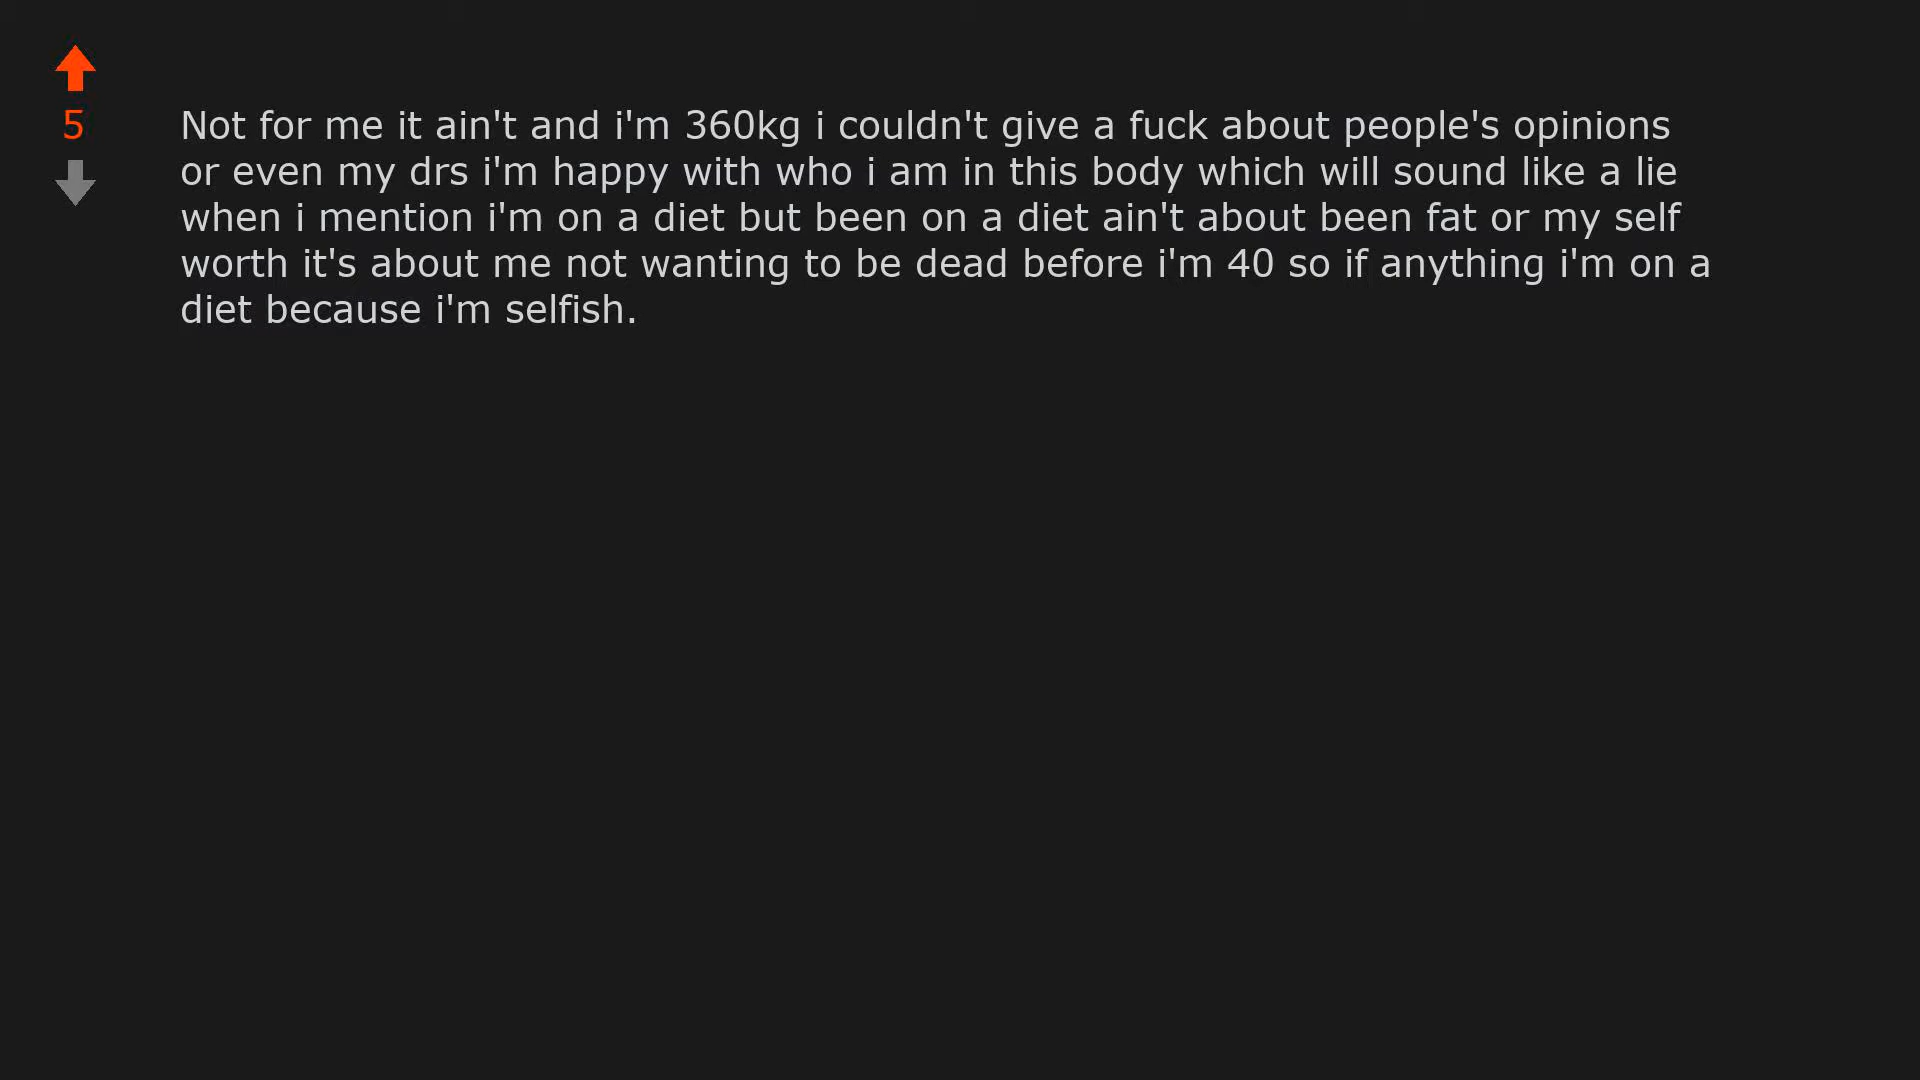 5
Not for me it ain't and i'm 360kg i couldn't give a fuck about people's opinions
or even my drs i'm happy with who i am in this body which will sound like a lie
when i mention i'm on a diet but been on a diet ain't about been fat or my self
worth it's about me not wanting to be dead before i'm 40 so if anything i'm on a
diet because i'm selfish.